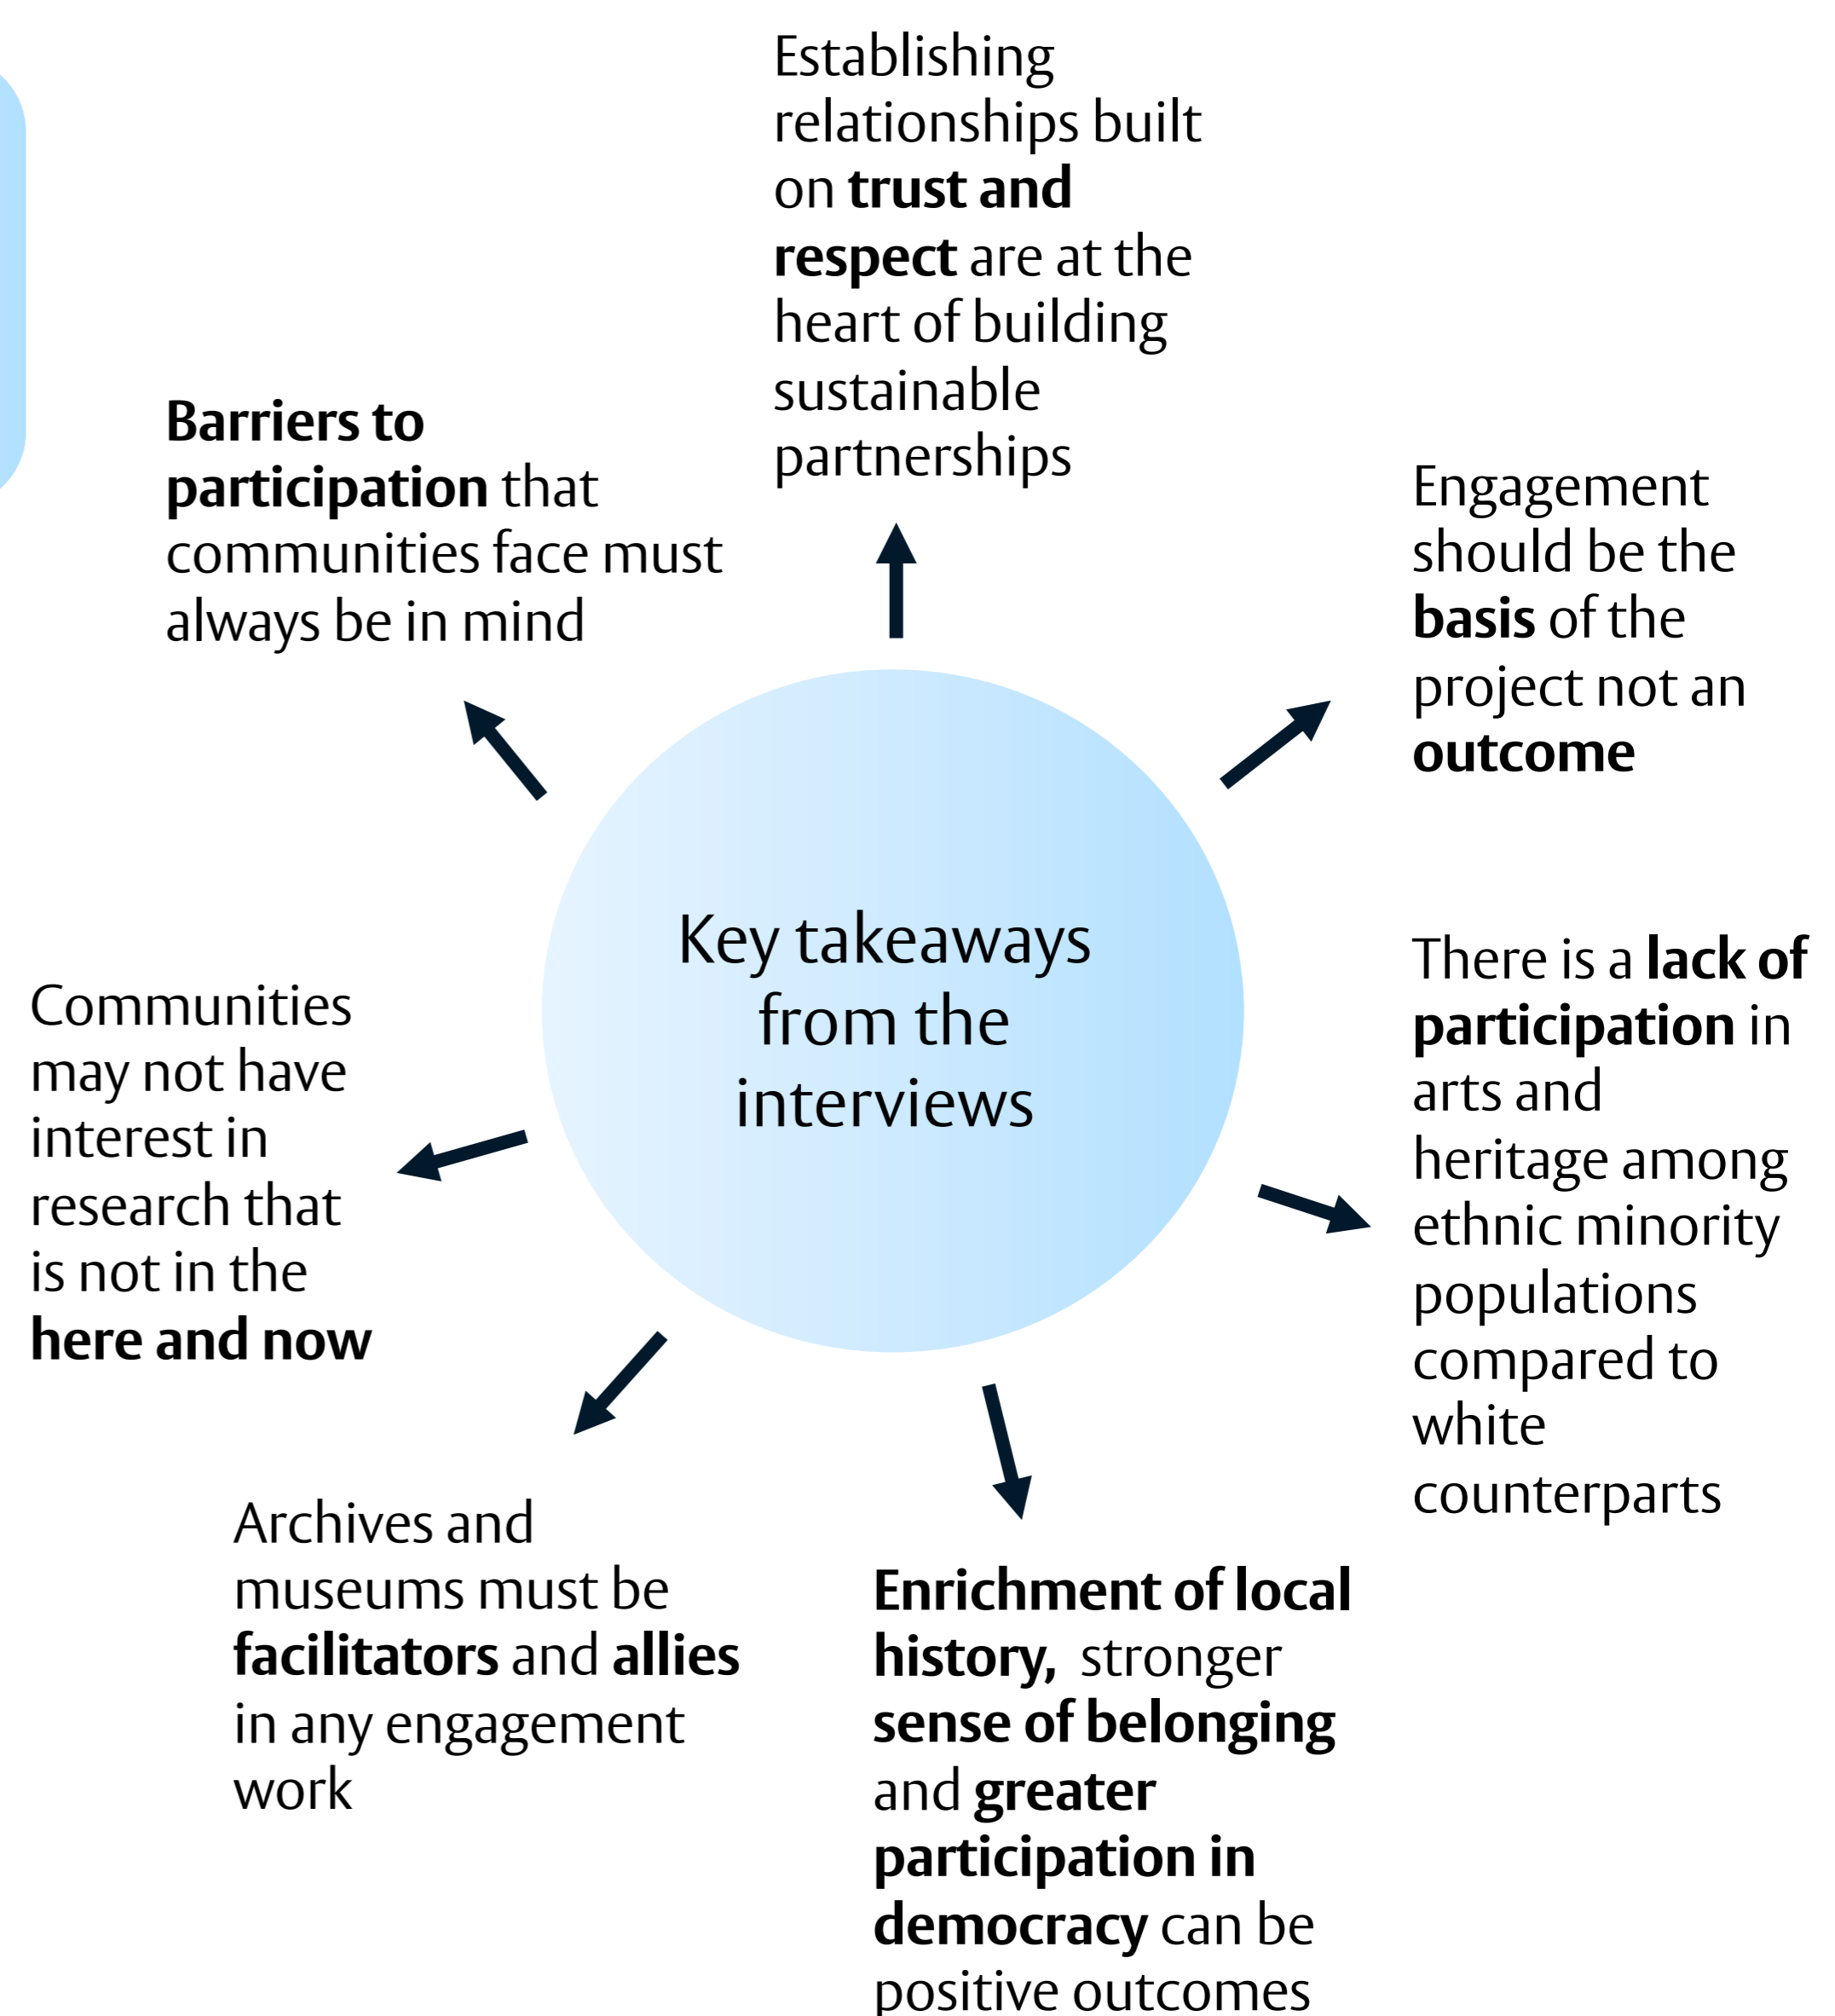 Establishing
relationships built
on trust and
respect are at the
heart of building
sustainable
partnerships
Barriers to
participation that
communities face must
always be in mind
Engagement
should be the
basis of the
project not an
outcome
Key takeaways
from the
interviews
There is a lack of
participation in
arts and
heritage among
ethnic minority
populations
compared to
white
counterparts
Communities
may not have
interest in
research that
is not in the
here and now
Archives and
museums must be
facilitators and allies
in any engagement
work
Enrichment of local
history, stronger
sense of belonging
and greater
participation in
democracy can be
positive outcomes